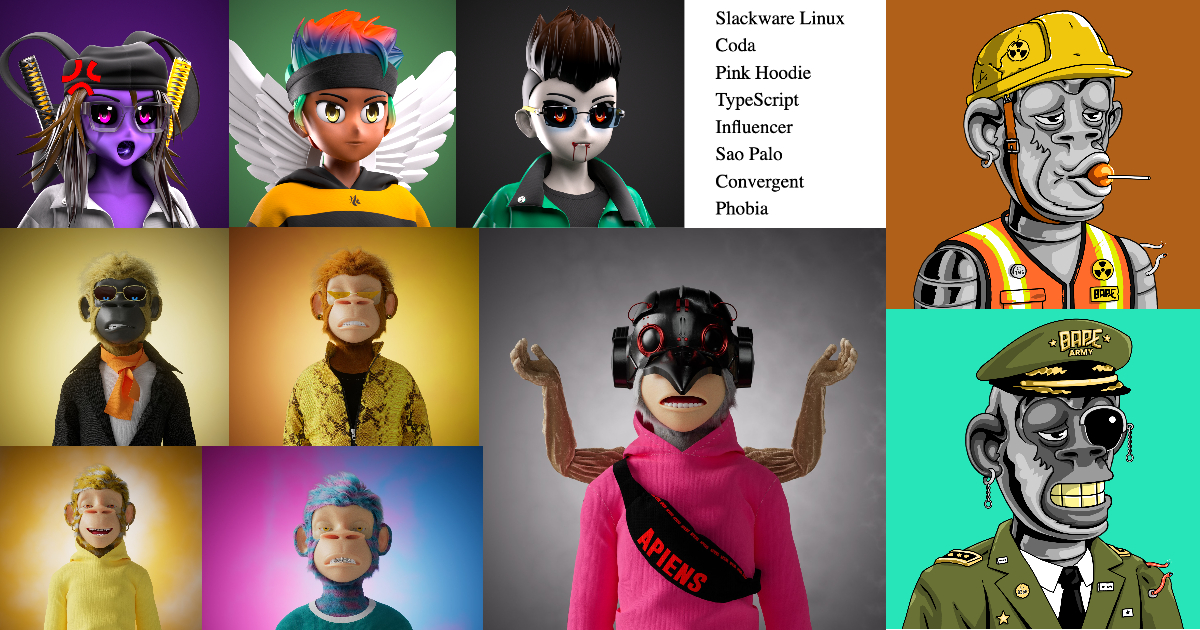 Slackware Linux
Coda
Pink Hoodie
TypeScript
Influencer
Sao Palo
Convergent
Phobia
BAPE
BAPE
ARMY
APIENS